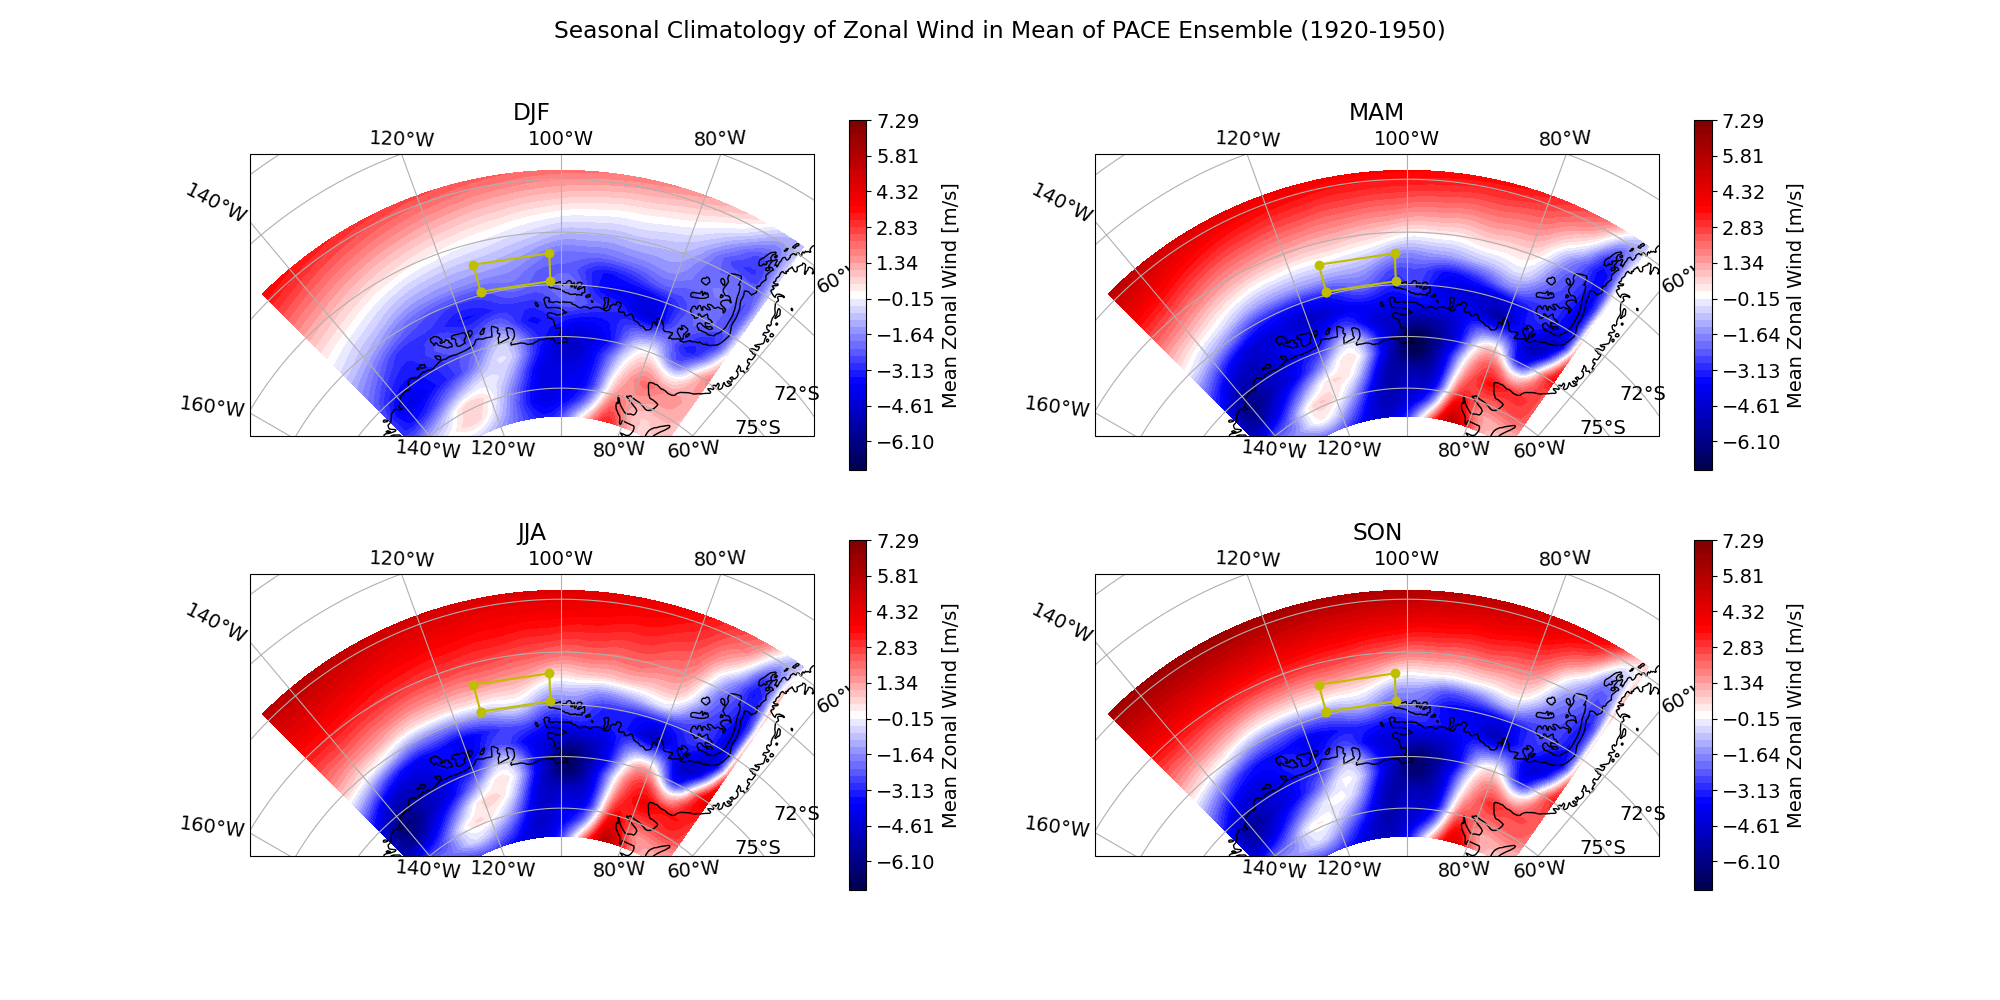 Seasonal Climatology of Zonal Wind in Mean of PACE Ensemble (1920-1950)
DJF
120°W 100°W 80°W
140°W
160°W
60°W
72°S
75°S
140°W 120°W 80°W 60°W
7.29
5.81
4.32
2.83
1.34
−0.15
−1.64
−3.13
−4.61
−6.10
Mean Zonal Wind [m/s]
MAM
120°W 100°W 80°W
140°W
160°W
60°
72°S
75°S
140°W 120°W 80°W 60°W
7.29
5.81
4.32
2.83
1.34
−0.15
−1.64
−3.13
−4.61
−6.10
Mean Zonal Wind [m/s]
JJA
120°W 100°W 80°W
140°W
160°W
60°W
72°S
75°S
140°W 120°W 80°W 60°W
7.29
5.81
4.32
2.83
1.34
−0.15
−1.64
−3.13
−4.61
−6.10
Mean Zonal Wind [m/s]
SON
120°W 100°W 80°W
140°W
160°W
60°
72°S
75°S
140°W 120°W 80°W 60°W
7.29
5.81
4.32
2.83
1.34
−0.15
−1.64
−3.13
−4.61
−6.10
Mean Zonal Wind [m/s]